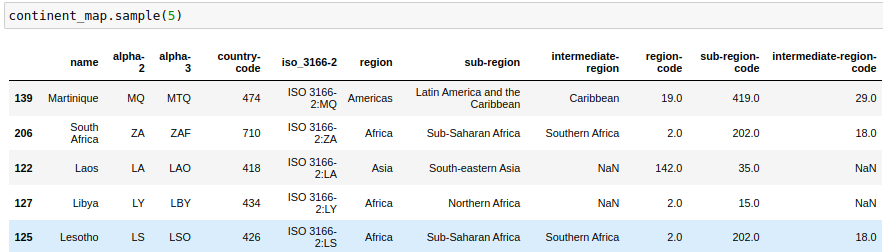 continent_map.sample(5)
name alpha-2 alpha-3 country-code iso_3166-2 region sub-region intermediate-region region-code sub-region-code intermediate-region-code
139 Martinique MQ MTQ 474 ISO 3166-2:MQ Americas Latin America and the Caribbean Caribbean 19.0 419.0 29.0
206 South Africa ZA ZAF 710 ISO 3166-2:ZA Africa Sub-Saharan Africa Southern Africa 2.0 202.0 18.0
122 Laos LA LAO 418 ISO 3166-2:LA Asia South-eastern Asia NaN 142.0 35.0 NaN
127 Libya LY LBY 434 ISO 3166-2:LY Africa Northern Africa NaN 2.0 15.0 NaN
125 Lesotho LS LSO 426 ISO 3166-2:LS Africa Sub-Saharan Africa Southern Africa 2.0 202.0 18.0